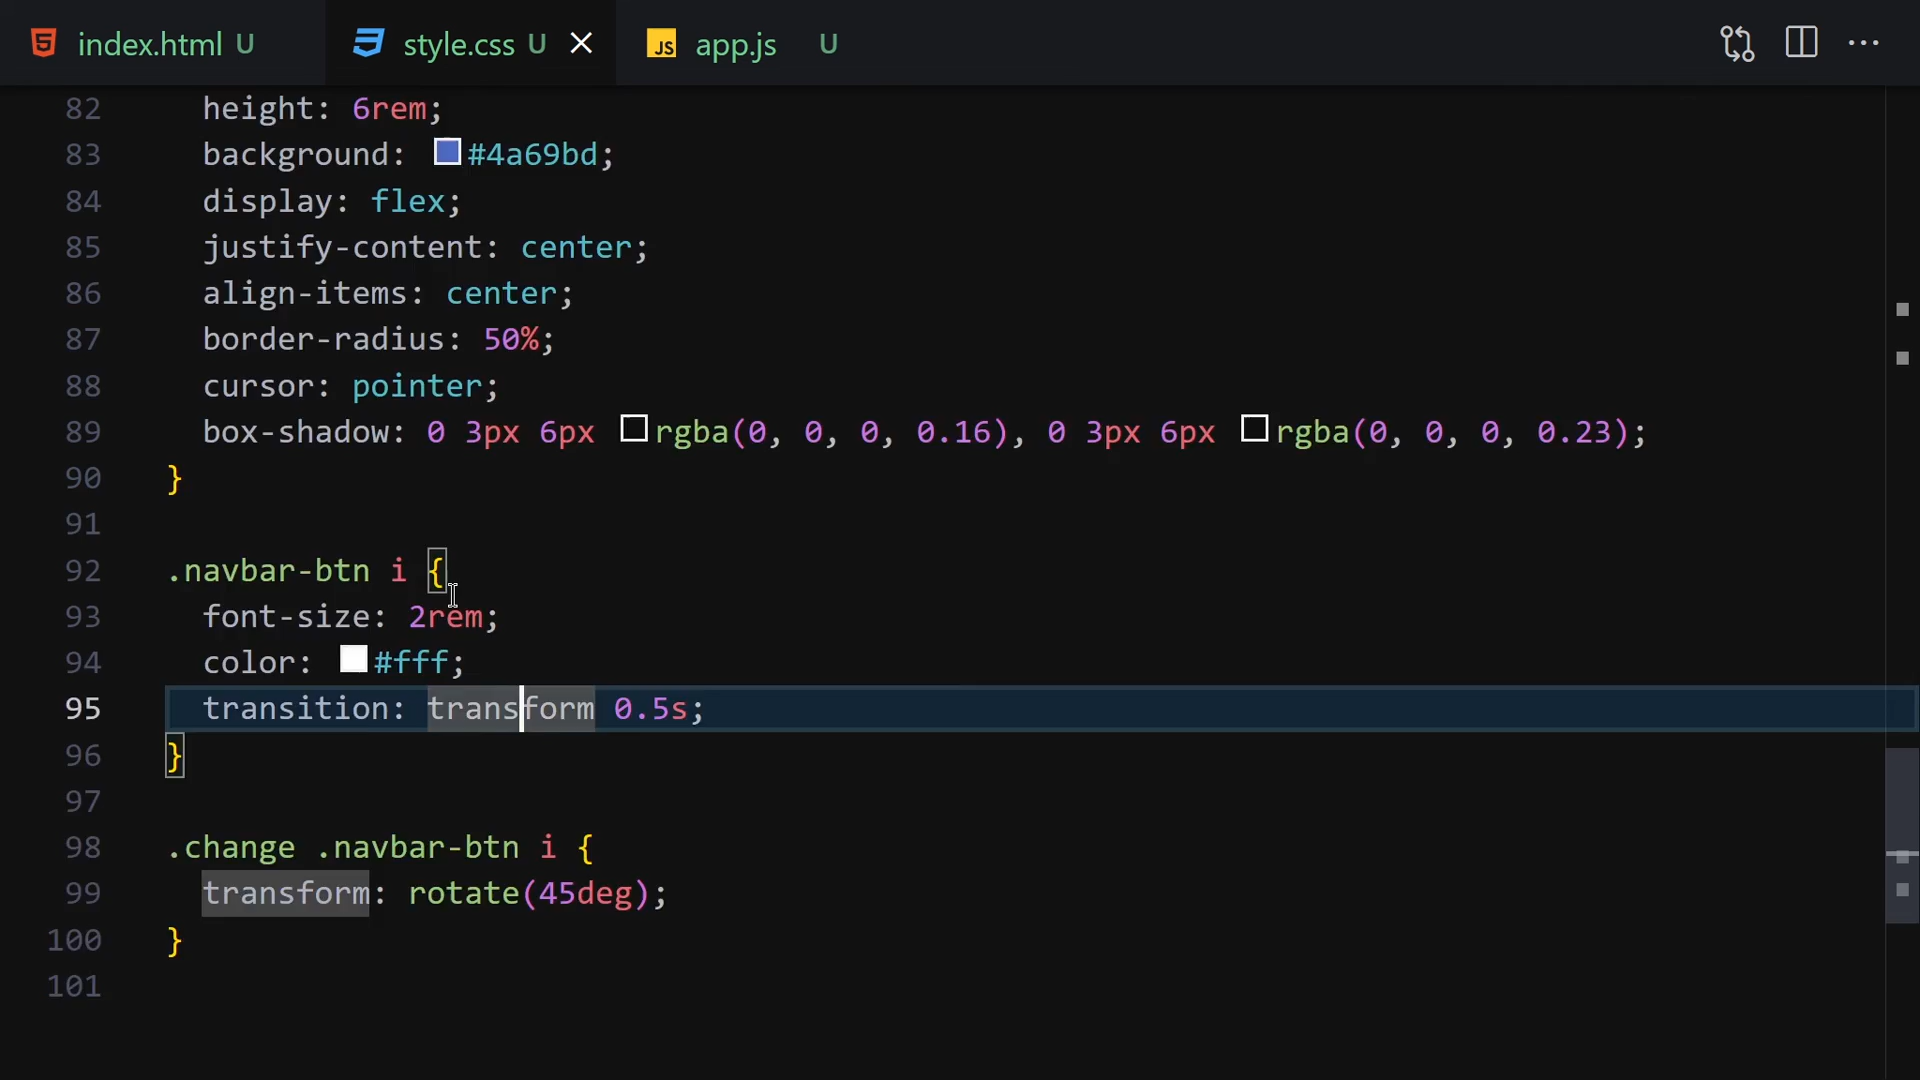 index.html U style.css U JS app.js U
82 height: 6rem;
83 background: #4a69bd;
84 display: flex;
85 justify-content: center;
86 align-items: center;
87 border-radius: 50%;
88 cursor: pointer;
89 box-shadow: 0 3px 6px rgba(0, 0, 0, 0.16), 0 3px 6px rgba(0, 0, 0, 0.23);
90 }
91
92 .navbar-btn i {
93 font-size: 2rem;
94 color: #fff;
95 transition: transform 0.5s;
96 }
97
98 .change .navbar-btn i {
99 transform: rotate(45deg);
100 }
101